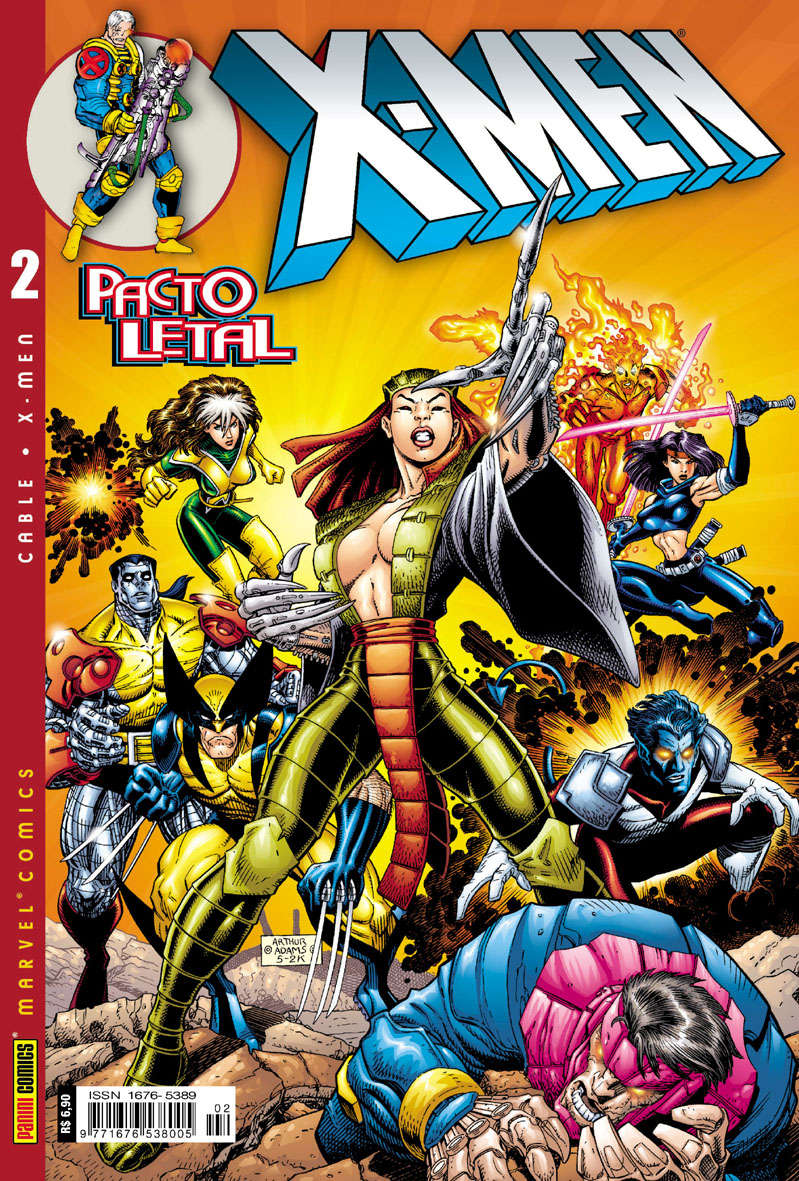 X-MEN®
PACTO
LETAL
2
CABLE • X-MEN
MARVEL® COMICS
PANINI COMICS®
ARTHUR
© ADAMS ©
5-2K
R$ 6,90
ISSN 1676-5389
02
9 771676 538005